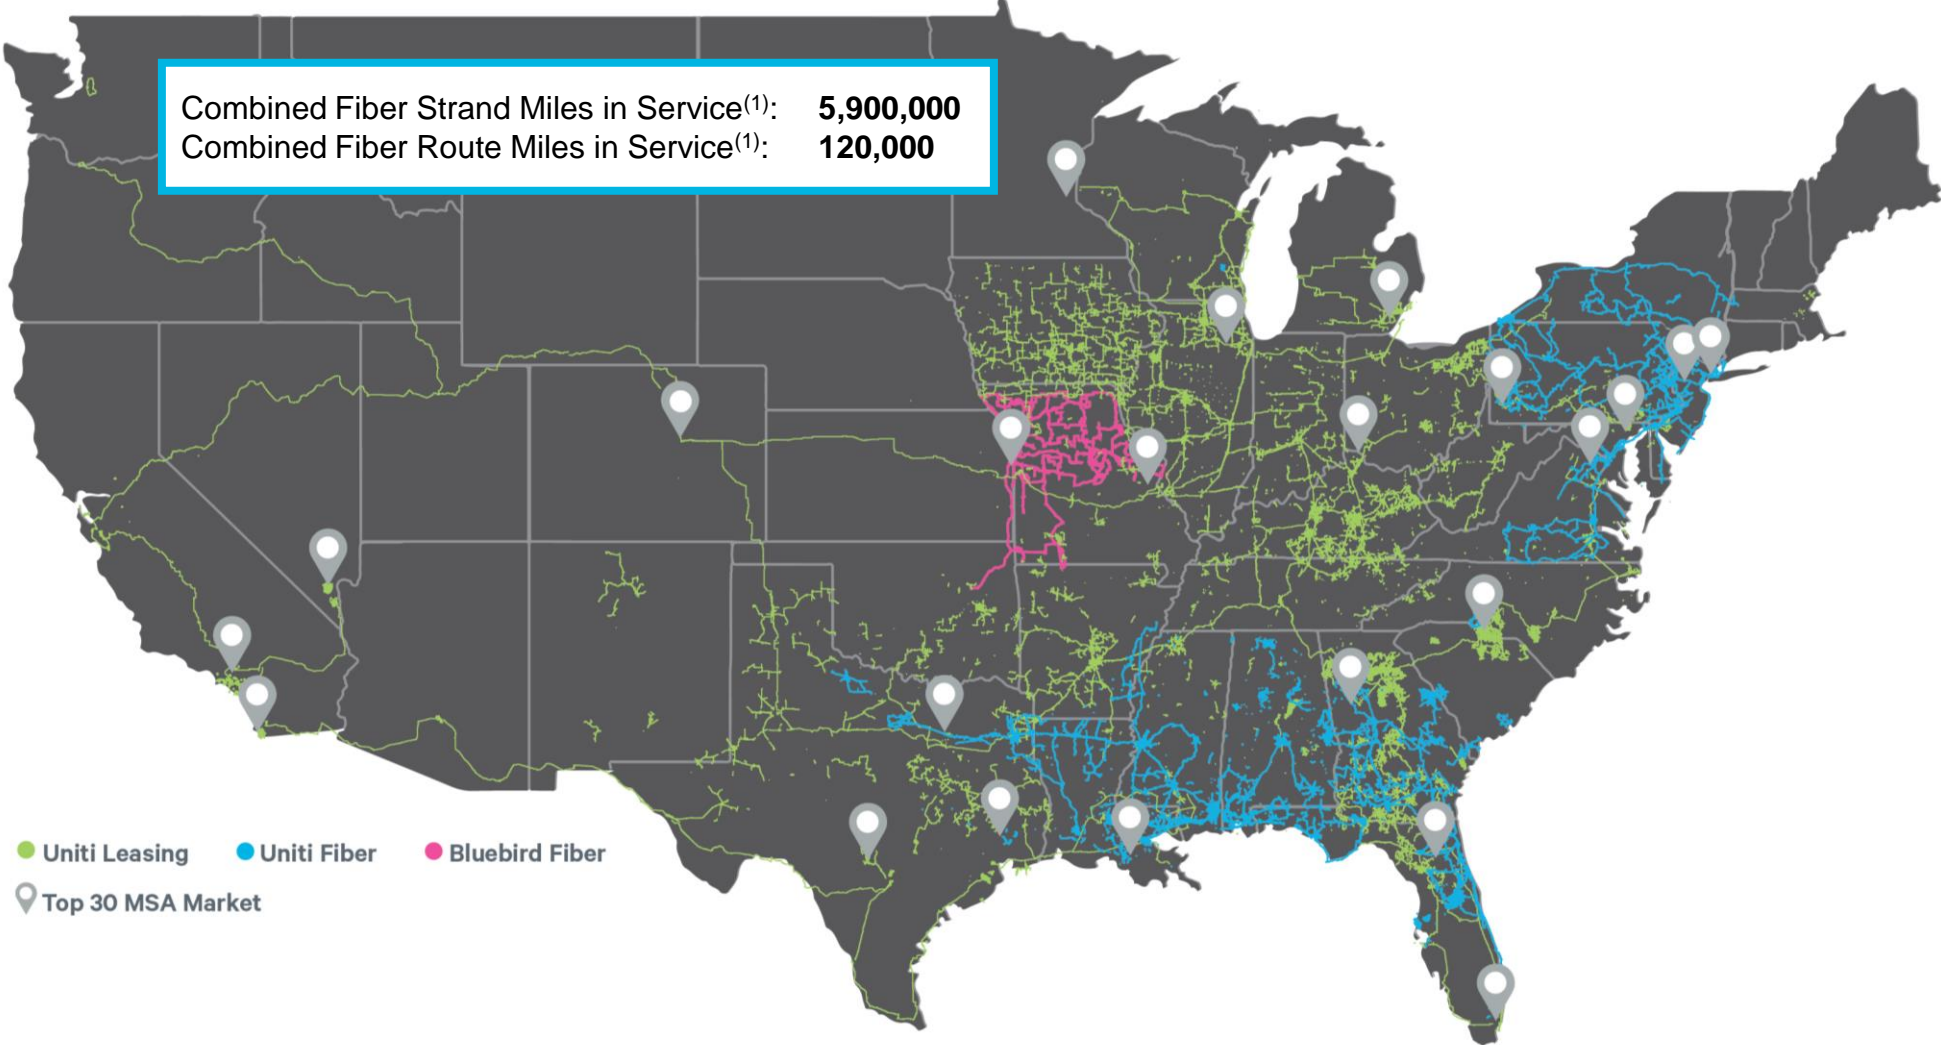 Combined Fiber Strand Miles in Service(1): 5,900,000
Combined Fiber Route Miles in Service(1): 120,000
Uniti Leasing Uniti Fiber Bluebird Fiber
Top 30 MSA Market